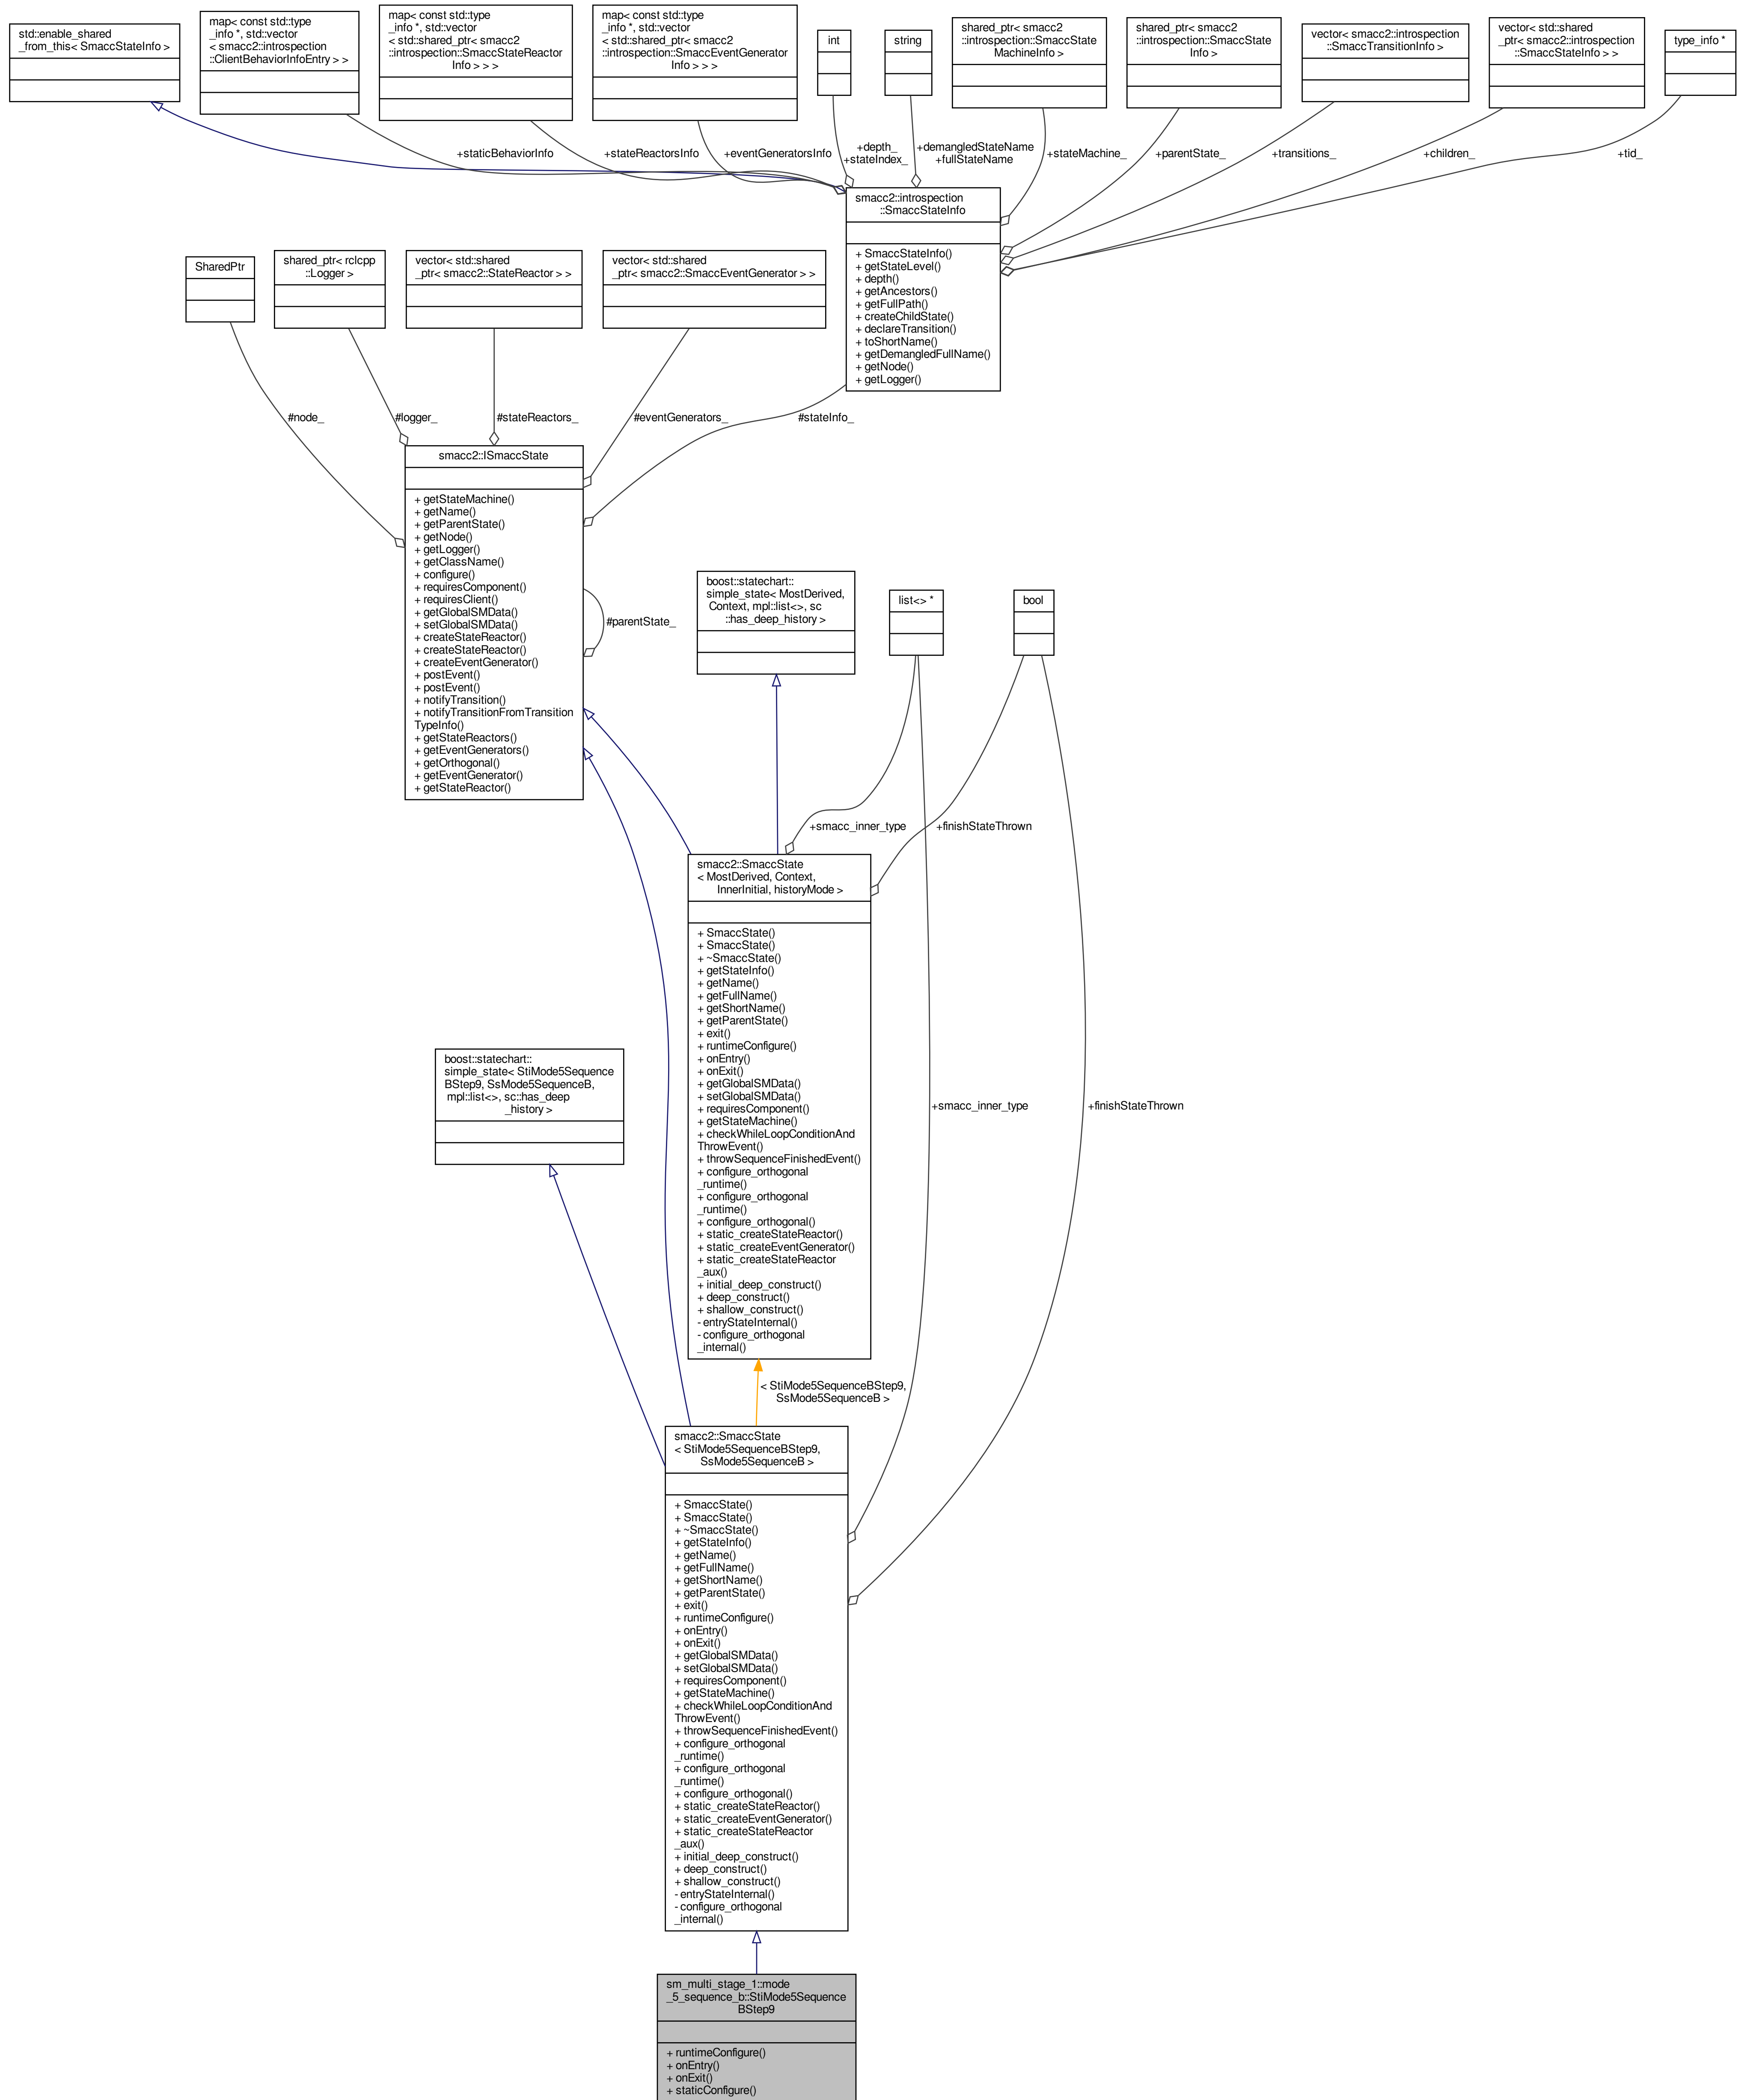 std::enable_shared
_from_this< SmaccStateInfo >
map< const std::type
_info *, std::vector
< smacc2::introspection
::ClientBehaviorInfoEntry > >
map< const std::type
_info *, std::vector
< std::shared_ptr< smacc2
::introspection::SmaccStateReactor
Info > > >
map< const std::type
_info *, std::vector
< std::shared_ptr< smacc2
::introspection::SmaccEventGenerator
Info > > >
int
string
shared_ptr< smacc2
::introspection::SmaccState
MachineInfo >
shared_ptr< smacc2
::introspection::SmaccState
Info >
vector< smacc2::introspection
::SmaccTransitionInfo >
vector< std::shared
_ptr< smacc2::introspection
::SmaccStateInfo > >
type_info *
+staticBehaviorInfo
+stateReactorsInfo
+eventGeneratorsInfo
+depth_
+stateIndex_
+demangledStateName
+fullStateName
+stateMachine_
+parentState_
+transitions_
+children_
+tid_
smacc2::introspection
::SmaccStateInfo
+ SmaccStateInfo()
+ getStateLevel()
+ depth()
+ getAncestors()
+ getFullPath()
+ createChildState()
+ declareTransition()
+ toShortName()
+ getDemangledFullName()
+ getNode()
+ getLogger()
SharedPtr
shared_ptr< rclcpp
::Logger >
vector< std::shared
_ptr< smacc2::StateReactor > >
vector< std::shared
_ptr< smacc2::SmaccEventGenerator > >
#node_
#logger_
#stateReactors_
#eventGenerators_
#stateInfo_
smacc2::ISmaccState
+ getStateMachine()
+ getName()
+ getParentState()
+ getNode()
+ getLogger()
+ getClassName()
+ configure()
+ requiresComponent()
+ requiresClient()
+ getGlobalSMData()
+ setGlobalSMData()
+ createStateReactor()
+ createStateReactor()
+ createEventGenerator()
+ postEvent()
+ postEvent()
+ notifyTransition()
+ notifyTransitionFromTransition
TypeInfo()
+ getStateReactors()
+ getEventGenerators()
+ getOrthogonal()
+ getEventGenerator()
+ getStateReactor()
#parentState_
boost::statechart::
simple_state< MostDerived,
Context, mpl::list<>, sc
::has_deep_history >
list<> *
bool
+smacc_inner_type
+finishStateThrown
smacc2::SmaccState
< MostDerived, Context,
InnerInitial, historyMode >
+ SmaccState()
+ SmaccState()
+ ~SmaccState()
+ getStateInfo()
+ getName()
+ getFullName()
+ getShortName()
+ getParentState()
+ exit()
+ runtimeConfigure()
+ onEntry()
+ onExit()
+ getGlobalSMData()
+ setGlobalSMData()
+ requiresComponent()
+ getStateMachine()
+ checkWhileLoopConditionAnd
ThrowEvent()
+ throwSequenceFinishedEvent()
+ configure_orthogonal
_runtime()
+ configure_orthogonal
_runtime()
+ configure_orthogonal()
+ static_createStateReactor()
+ static_createEventGenerator()
+ static_createStateReactor
_aux()
+ initial_deep_construct()
+ deep_construct()
+ shallow_construct()
- entryStateInternal()
- configure_orthogonal
_internal()
boost::statechart::
simple_state< StiMode5Sequence
BStep9, SsMode5SequenceB,
mpl::list<>, sc::has_deep
_history >
+smacc_inner_type
+finishStateThrown
< StiMode5SequenceBStep9,
SsMode5SequenceB >
smacc2::SmaccState
< StiMode5SequenceBStep9,
SsMode5SequenceB >
+ SmaccState()
+ SmaccState()
+ ~SmaccState()
+ getStateInfo()
+ getName()
+ getFullName()
+ getShortName()
+ getParentState()
+ exit()
+ runtimeConfigure()
+ onEntry()
+ onExit()
+ getGlobalSMData()
+ setGlobalSMData()
+ requiresComponent()
+ getStateMachine()
+ checkWhileLoopConditionAnd
ThrowEvent()
+ throwSequenceFinishedEvent()
+ configure_orthogonal
_runtime()
+ configure_orthogonal
_runtime()
+ configure_orthogonal()
+ static_createStateReactor()
+ static_createEventGenerator()
+ static_createStateReactor
_aux()
+ initial_deep_construct()
+ deep_construct()
+ shallow_construct()
- entryStateInternal()
- configure_orthogonal
_internal()
sm_multi_stage_1::mode
_5_sequence_b::StiMode5Sequence
BStep9
+ runtimeConfigure()
+ onEntry()
+ onExit()
+ staticConfigure()